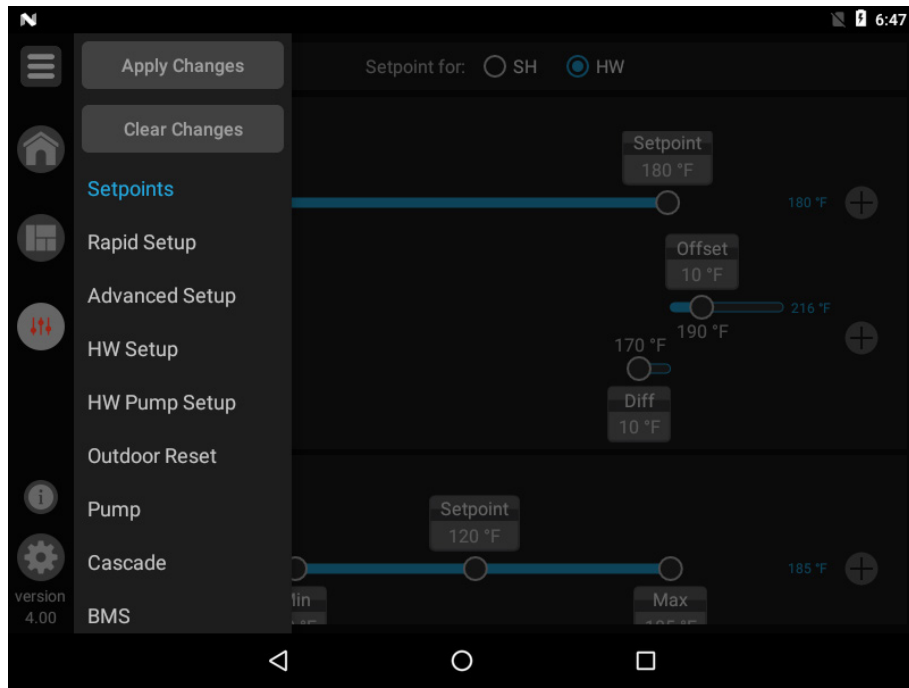 6:47
Apply Changes
Setpoint for: SH HW
Clear Changes
Setpoint
180 °F
Setpoints
180 °F
Rapid Setup
Offset
10 °F
Advanced Setup
216 °F
190 °F
170 °F
HW Setup
Diff
10 °F
HW Pump Setup
Outdoor Reset
i
Pump
Setpoint
120 °F
Cascade
185 °F
version
4.00
Max
BMS